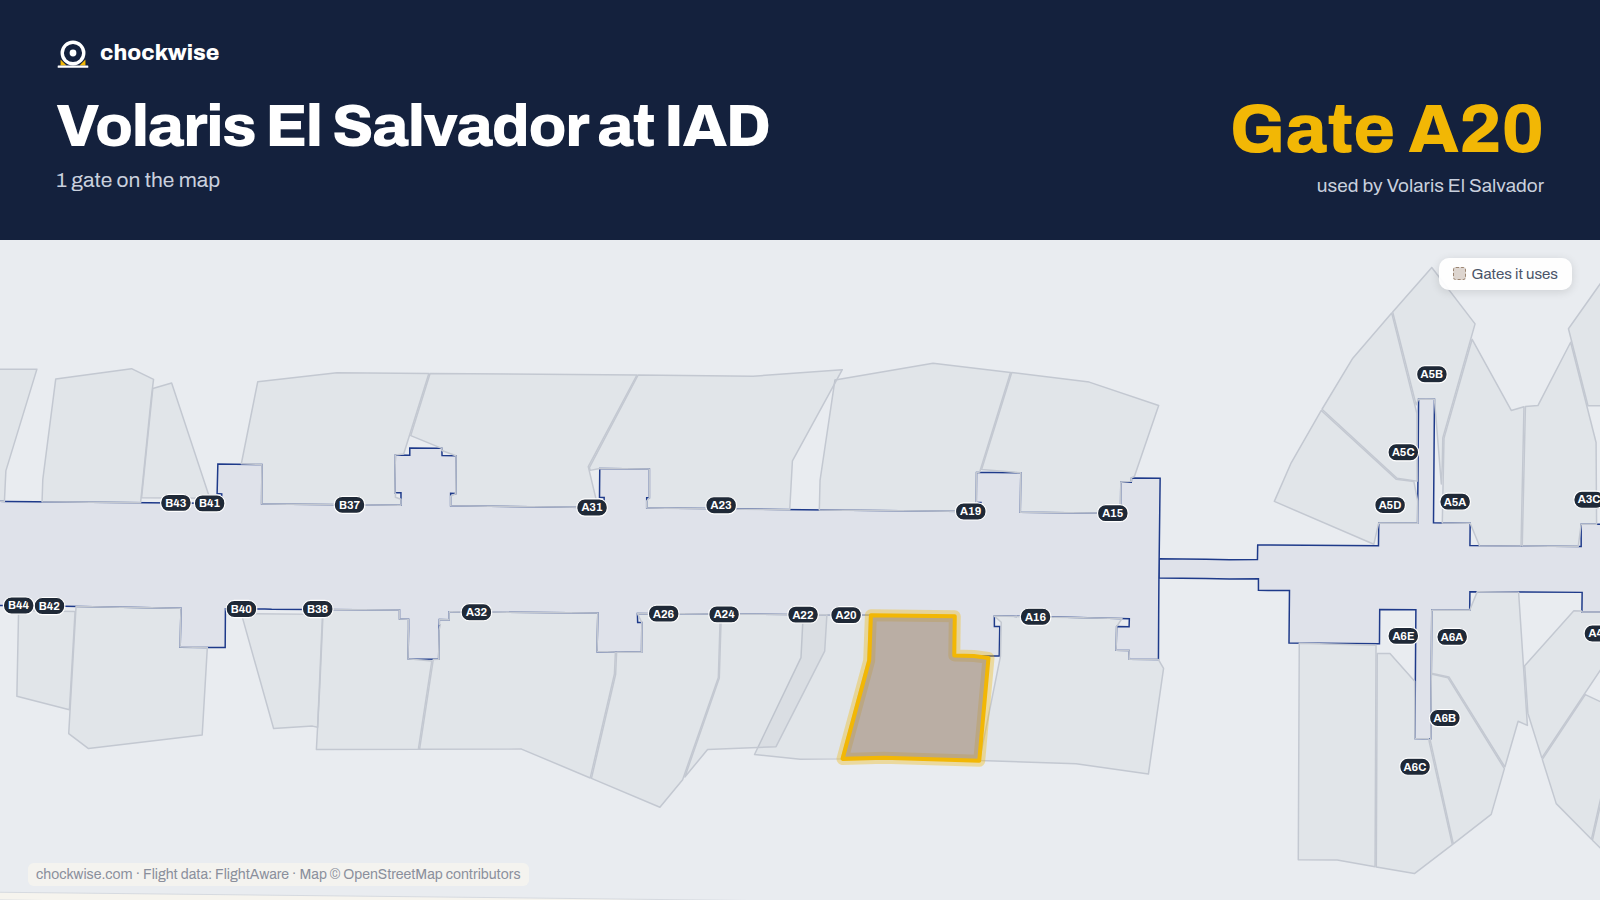 chockwise
Volaris El Salvador at IAD
1 gate on the map
Gate A20
used by Volaris El Salvador
Gates it uses
A5B
A5C
A5D
A5A
A3C
B43
B41
B37
A31
A23
A19
A15
B44
B42
B40
B38
A32
A26
A24
A22
A20
A16
A6E
A6A
A6B
A6C
chockwise.com · Flight data: FlightAware · Map © OpenStreetMap contributors